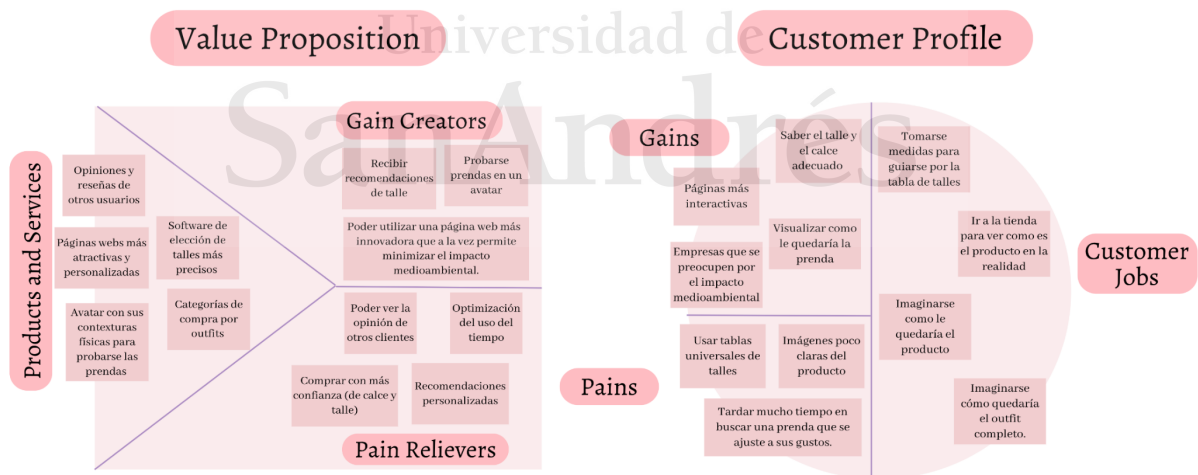 Universidad de
SanAndrés
Value Proposition
Customer Profile
Products and Services
Opiniones y
reseñas de
otros usuarios
Páginas webs más
atractivas y
personalizadas
Software de
elección de
talles más
precisos
Avatar con sus
contexturas
físicas para
probarse las
prendas
Categorías de
compra por
outfits
Gain Creators
Recibir
recomendaciones
de talle
Probarse
prendas en un
avatar
Poder utilizar una página web más
innovadora que a la vez permite
minimizar el impacto
medioambiental.
Poder ver la
opinión de
otros clientes
Optimización
del uso del
tiempo
Comprar con más
confianza (de calce y
talle)
Recomendaciones
personalizadas
Pain Relievers
Gains
Saber el talle y
el calce
adecuado
Páginas más
interactivas
Visualizar como
le quedaría la
prenda
Empresas que se
preocupen por
el impacto
medioambiental
Pains
Usar tablas
universales de
talles
Imágenes poco
claras del
producto
Tardar mucho tiempo en
buscar una prenda que se
ajuste a sus gustos.
Tomarse
medidas para
guiarse por la
tabla de talles
Ir a la tienda
para ver como es
el producto en la
realidad
Customer
Jobs
Imaginarse
como le
quedaría el
producto
Imaginarse
cómo quedaría
el outfit
completo.